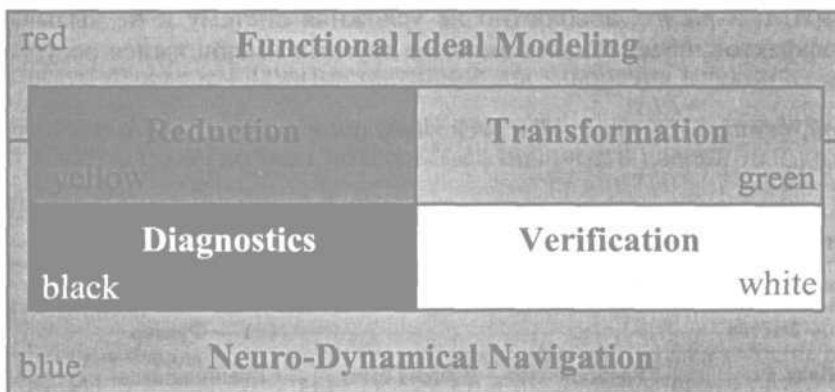 red
Functional Ideal Modeling
Reduction
Transformation
yellow
green
Diagnostics
Verification
black
white
blue
Neuro-Dynamical Navigation